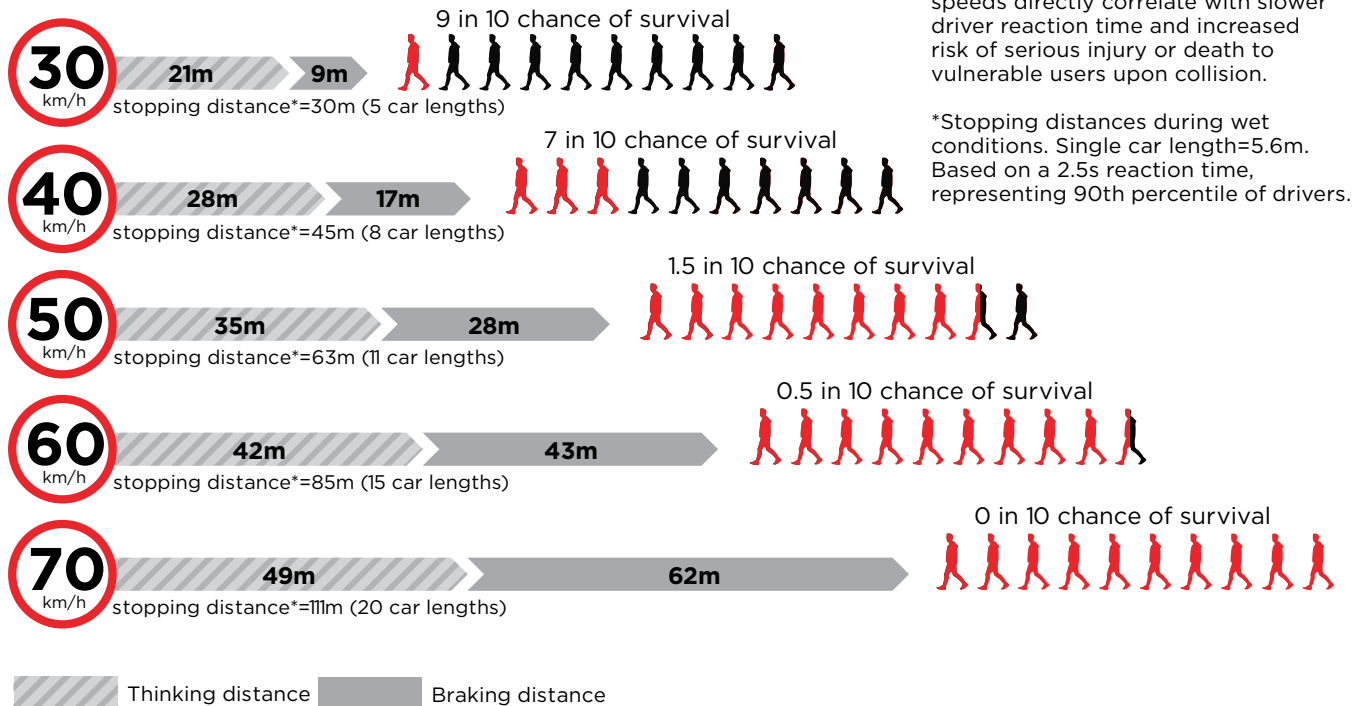 9 in 10 chance of survival
30
km/h
21m
9m
stopping distance*=30m (5 car lengths)
7 in 10 chance of survival
40
km/h
28m
17m
stopping distance*=45m (8 car lengths)
1.5 in 10 chance of survival
50
km/h
35m
28m
stopping distance*=63m (11 car lengths)
0.5 in 10 chance of survival
60
km/h
42m
43m
stopping distance*=85m (15 car lengths)
0 in 10 chance of survival
70
km/h
49m
62m
stopping distance*=111m (20 car lengths)
Thinking distance
Braking distance
speeds directly correlate with slower
driver reaction time and increased
risk of serious injury or death to
vulnerable users upon collision.
*Stopping distances during wet
conditions. Single car length=5.6m.
Based on a 2.5s reaction time,
representing 90th percentile of drivers.